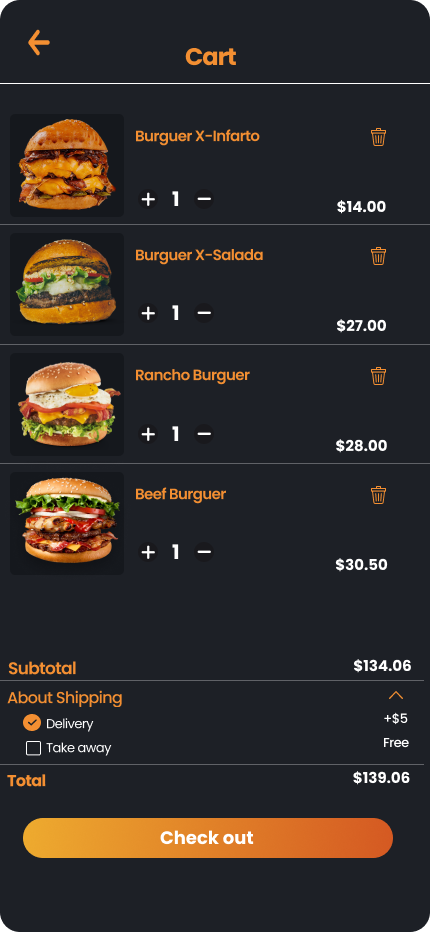 Cart
Burguer X-Infarto
+ 1 −
$14.00
Burguer X-Salada
+ 1 −
$27.00
Rancho Burguer
+ 1 −
$28.00
Beef Burguer
+ 1 −
$30.50
Subtotal $134.06
About Shipping
Delivery +$5
Take away Free
Total $139.06
Check out